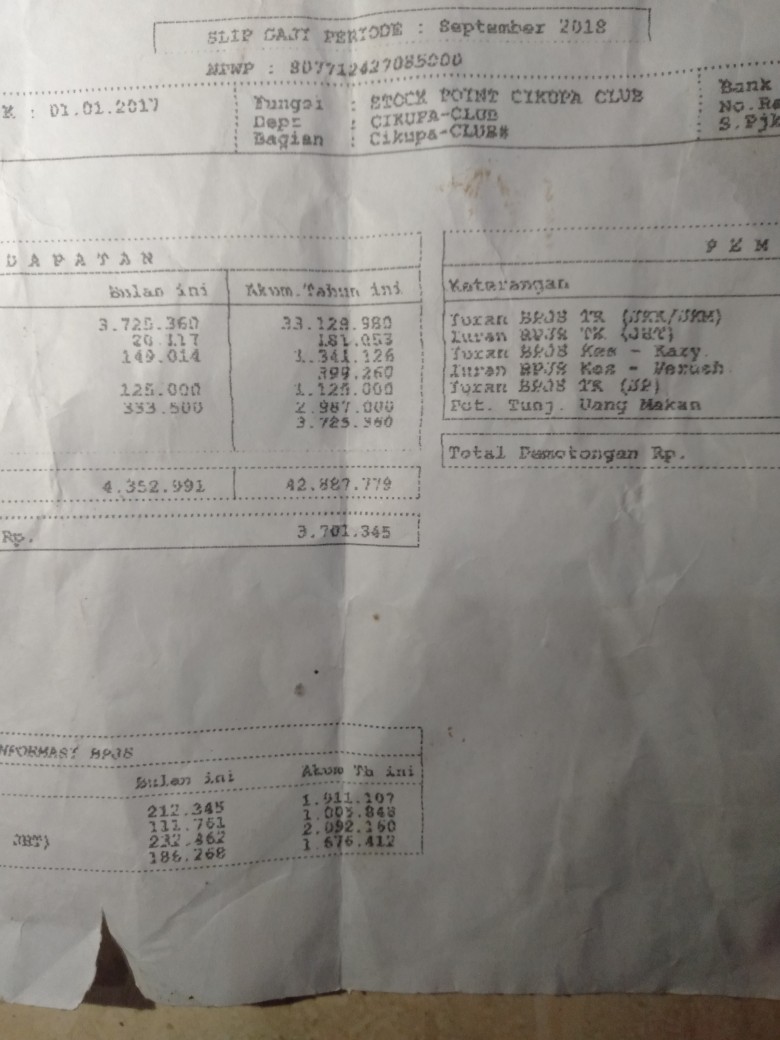 SLIP GAJI PERIODE : September 2018
NPWP : 807712427085000
K : 01.01.2017
Fungsi : STOCK POINT CIKUPA CLUB
Dept : CIKUPA-CLUB
Bagian : Cikupa-CLUB#
Bank
No.Re
S.Pjk
D A P A T A N
Bulan ini Akum.Tahun ini
3.725.360 33.129.980
20.117 181.053
149.014 1.341.126
399.260
125.000 1.125.000
333.500 2.987.000
3.725.360
4.352.991 42.887.779
Rp. 3.701.345
P E M
Keterangan
Iuran BPJS TK (JKK/JKM)
Iuran BPJS TK (JHT)
Iuran BPJS Kes - Kary.
Iuran BPJS Kes - Perush
Iuran BPJS TK (JP)
Pot. Tunj. Uang Makan
Total Pemotongan Rp.
NFORMASI BPJS
Bulan ini Akum Th ini
212.345 1.911.107
111.761 1.005.848
JHT) 232.462 2.092.160
186.268 1.676.412